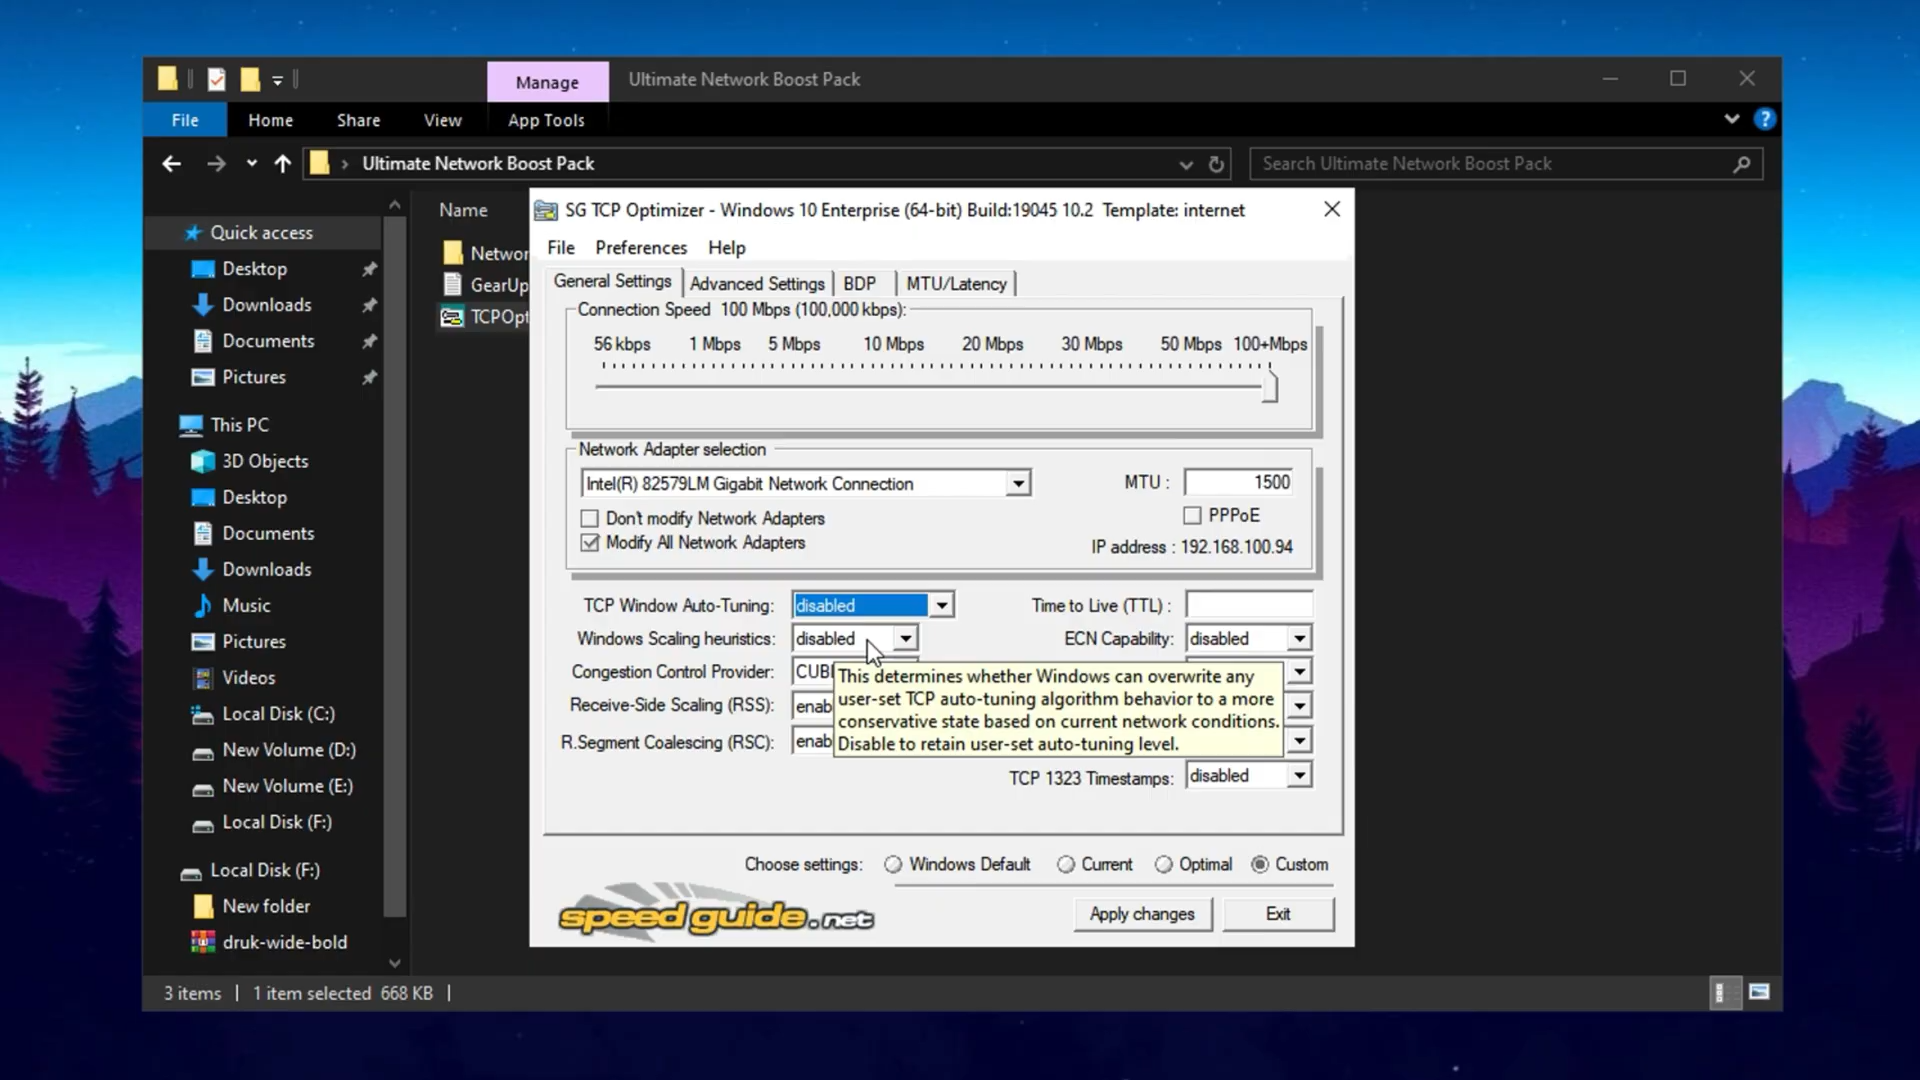 Manage
Ultimate Network Boost Pack
File
Home
Share
View
App Tools
?
Ultimate Network Boost Pack
Search Ultimate Network Boost Pack
Quick access
Desktop
Downloads
Documents
Pictures
This PC
3D Objects
Desktop
Documents
Downloads
Music
Pictures
Videos
Local Disk (C:)
New Volume (D:)
New Volume (E:)
Local Disk (F:)
Local Disk (F:)
New folder
druk-wide-bold
Name
Networ
GearUp
TCPOpt
SG TCP Optimizer - Windows 10 Enterprise (64-bit) Build:19045 10.2 Template: internet
File Preferences Help
General Settings Advanced Settings BDP MTU/Latency
Connection Speed 100 Mbps (100,000 kbps):
56 kbps 1 Mbps 5 Mbps 10 Mbps 20 Mbps 30 Mbps 50 Mbps 100+Mbps
Network Adapter selection
Intel(R) 82579LM Gigabit Network Connection
MTU : 1500
Don't modify Network Adapters
PPPoE
Modify All Network Adapters
IP address : 192.168.100.94
TCP Window Auto-Tuning: disabled
Time to Live (TTL) :
Windows Scaling heuristics: disabled
ECN Capability: disabled
Congestion Control Provider: CUB
Receive-Side Scaling (RSS): enab
R.Segment Coalescing (RSC): enab
This determines whether Windows can overwrite any
user-set TCP auto-tuning algorithm behavior to a more
conservative state based on current network conditions.
Disable to retain user-set auto-tuning level.
TCP 1323 Timestamps: disabled
Choose settings: Windows Default Current Optimal Custom
speed guide.net
Apply changes
Exit
3 items 1 item selected 668 KB